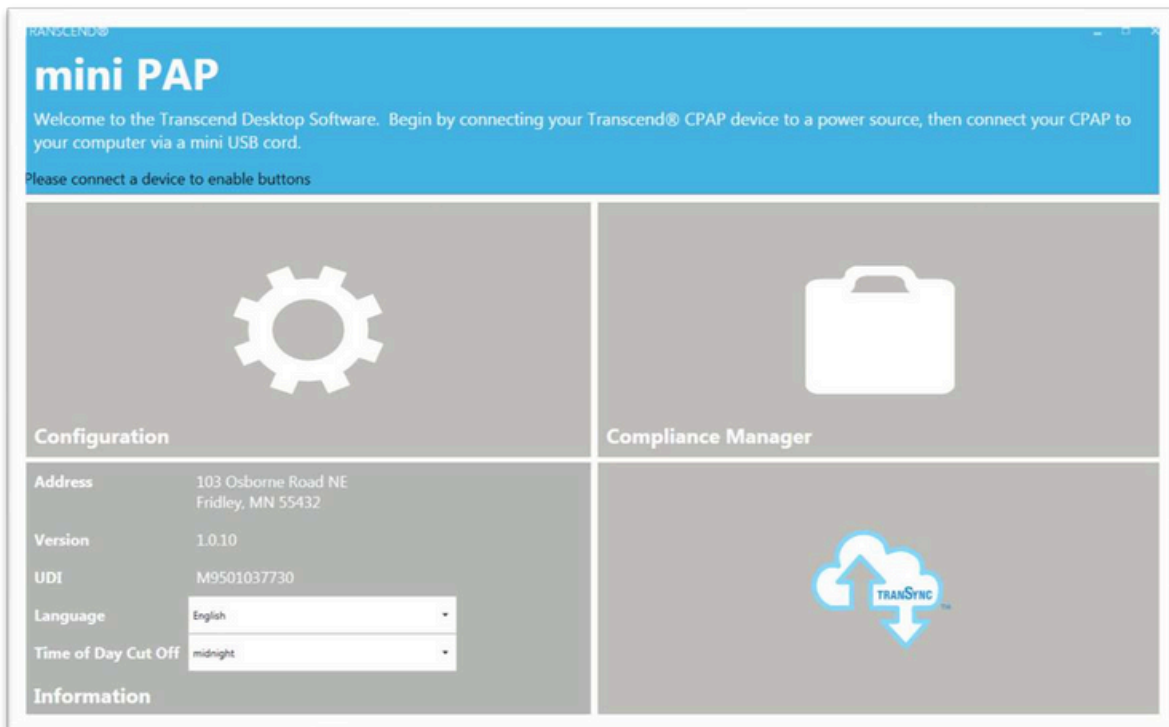 TRANSCEND®
mini PAP
Welcome to the Transcend Desktop Software.  Begin by connecting your Transcend® CPAP device to a power source, then connect your CPAP to
your computer via a mini USB cord.
Please connect a device to enable buttons
Configuration
Compliance Manager
Address 103 Osborne Road NE
Fridley, MN 55432
Version 1.0.10
UDI M9501037730
Language English
Time of Day Cut Off midnight
Information
TRANSYNC™